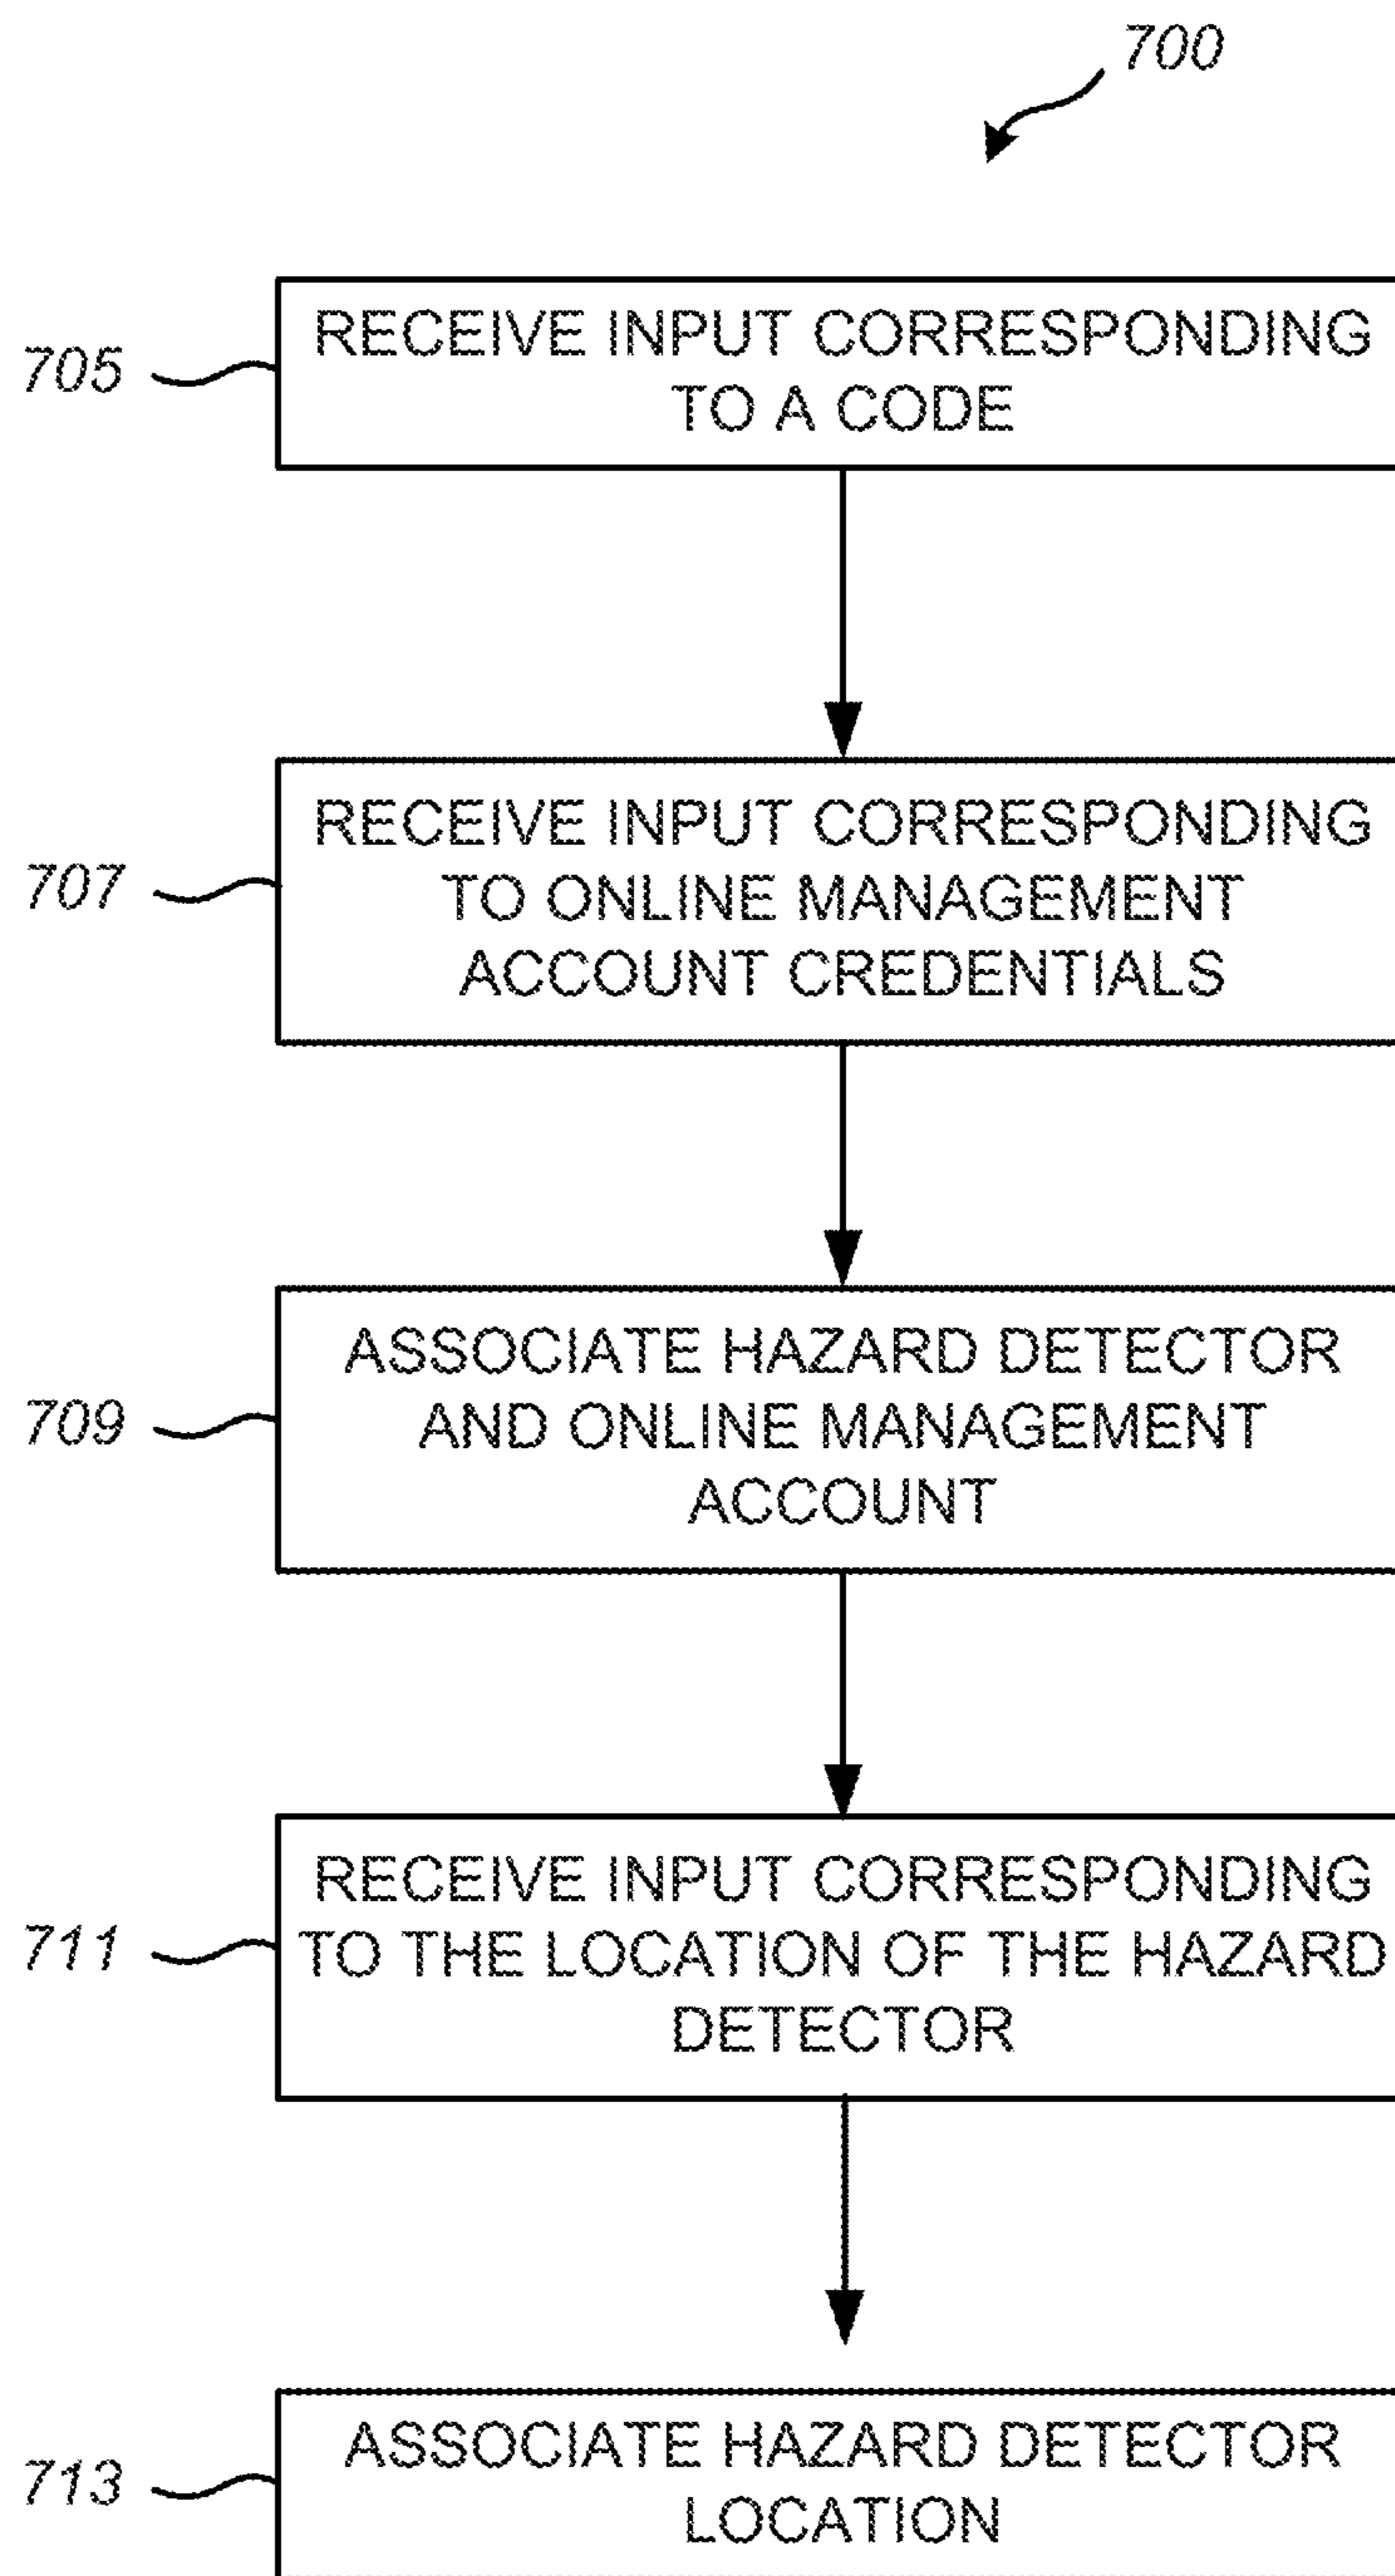 700
705
RECEIVE INPUT CORRESPONDING
TO A CODE
707
RECEIVE INPUT CORRESPONDING
TO ONLINE MANAGEMENT
ACCOUNT CREDENTIALS
709
ASSOCIATE HAZARD DETECTOR
AND ONLINE MANAGEMENT
ACCOUNT
711
RECEIVE INPUT CORRESPONDING
TO THE LOCATION OF THE HAZARD
DETECTOR
713
ASSOCIATE HAZARD DETECTOR
LOCATION